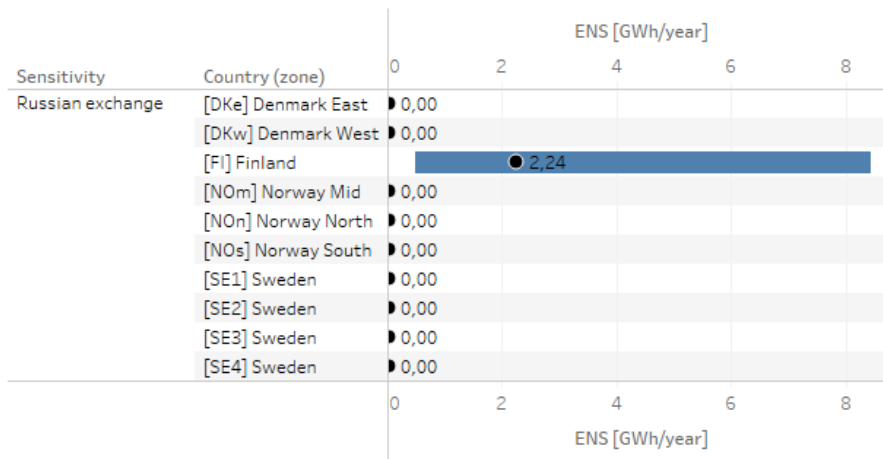 ENS [GWh/year]
0 2 4 6 8
Sensitivity Country (zone)
Russian exchange [DKe] Denmark East 0,00
[DKw] Denmark West 0,00
[FI] Finland 2,24
[NOm] Norway Mid 0,00
[NOn] Norway North 0,00
[NOs] Norway South 0,00
[SE1] Sweden 0,00
[SE2] Sweden 0,00
[SE3] Sweden 0,00
[SE4] Sweden 0,00
0 2 4 6 8
ENS [GWh/year]